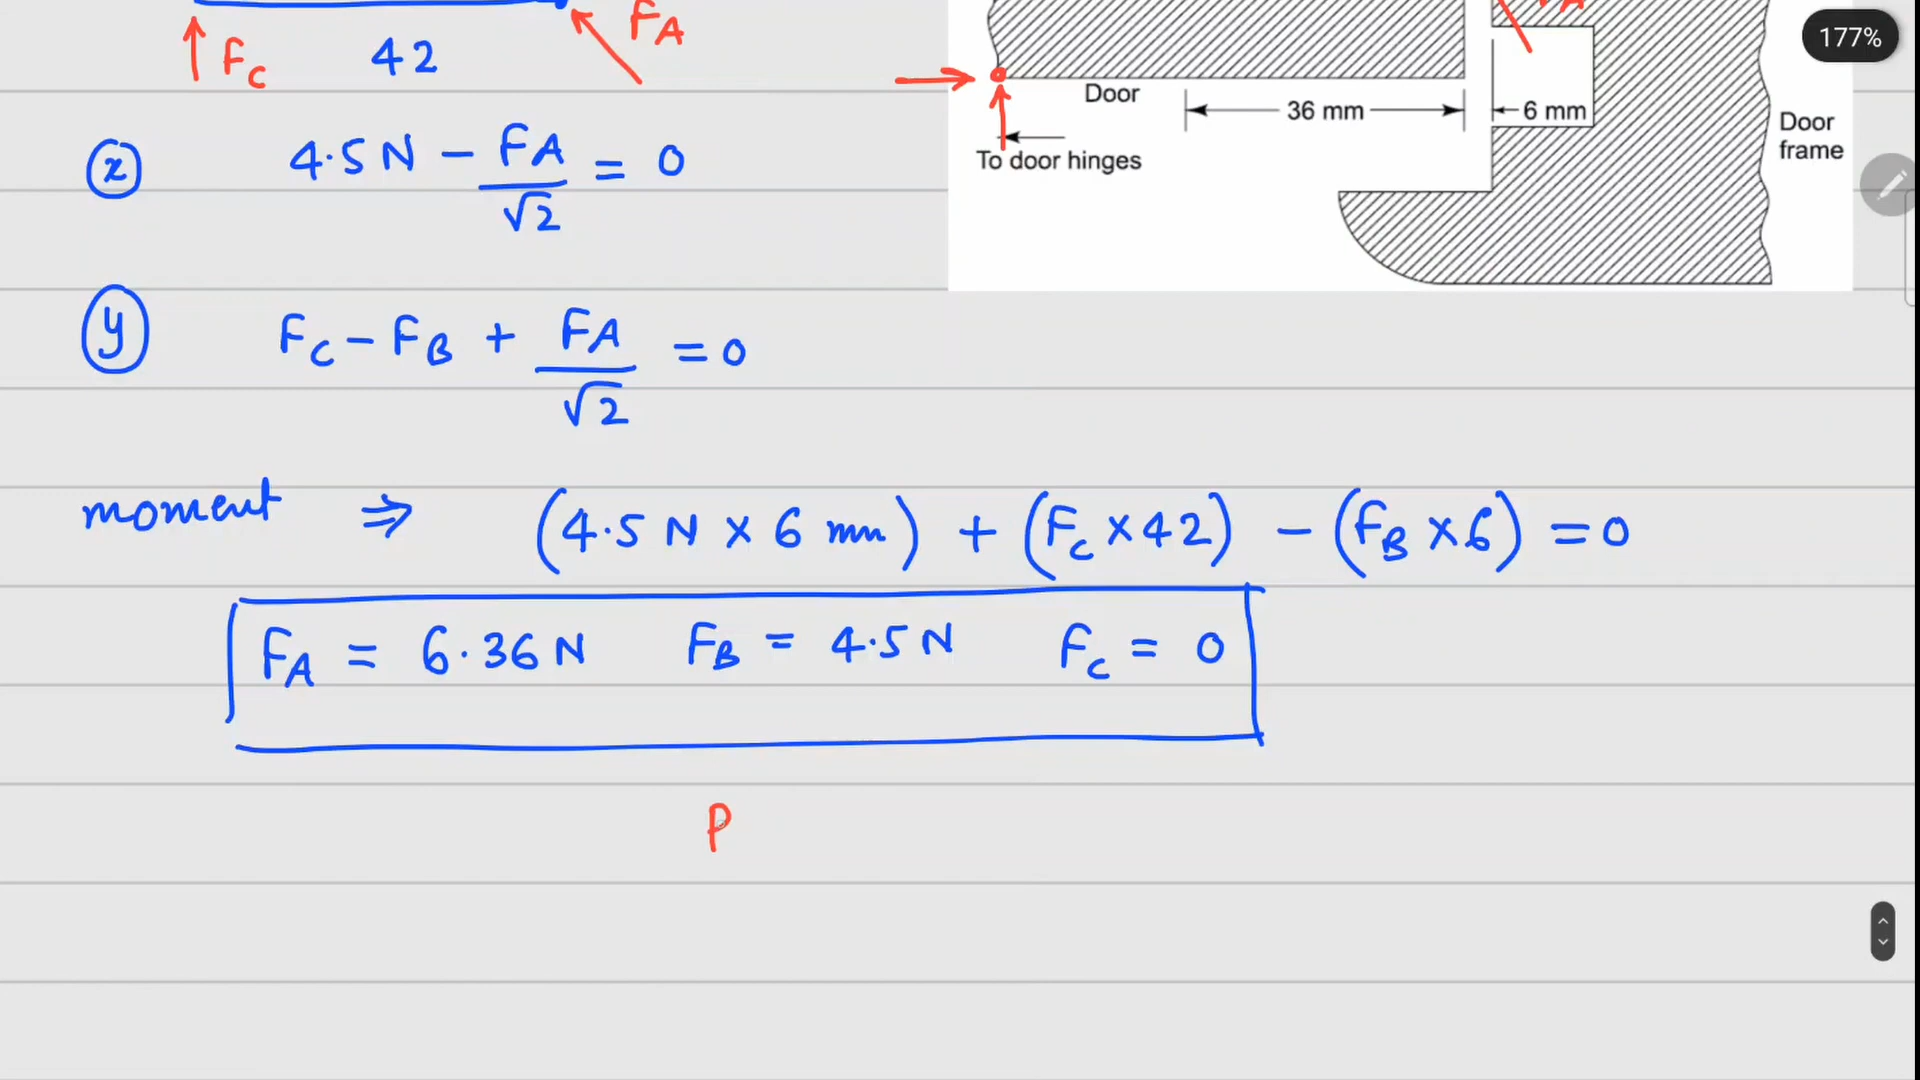 FC 42 FA
FA
177%
Door
36 mm
6 mm
Door
frame
To door hinges
x 4.5 N − FA/√2 = 0
y FC − FB + FA/√2 = 0
moment ⇒ (4.5 N × 6 mm) + (FC × 42) − (FB × 6) = 0
FA = 6.36 N FB = 4.5 N FC = 0
P